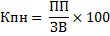 Кпн = ПП/ЗВ × 100